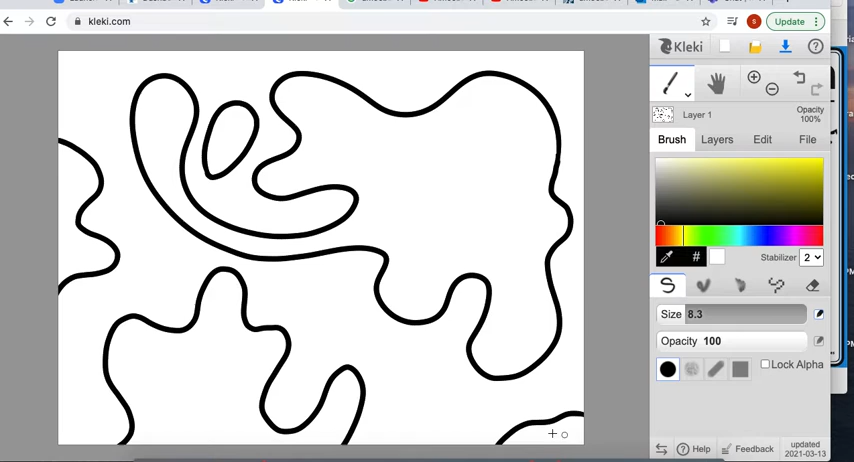 kleki.com
S
Update
Kleki
Layer 1
Opacity
100%
Brush Layers Edit File
# Stabilizer 2
Size 8.3
Opacity 100
Lock Alpha
Help Feedback updated
2021-03-13